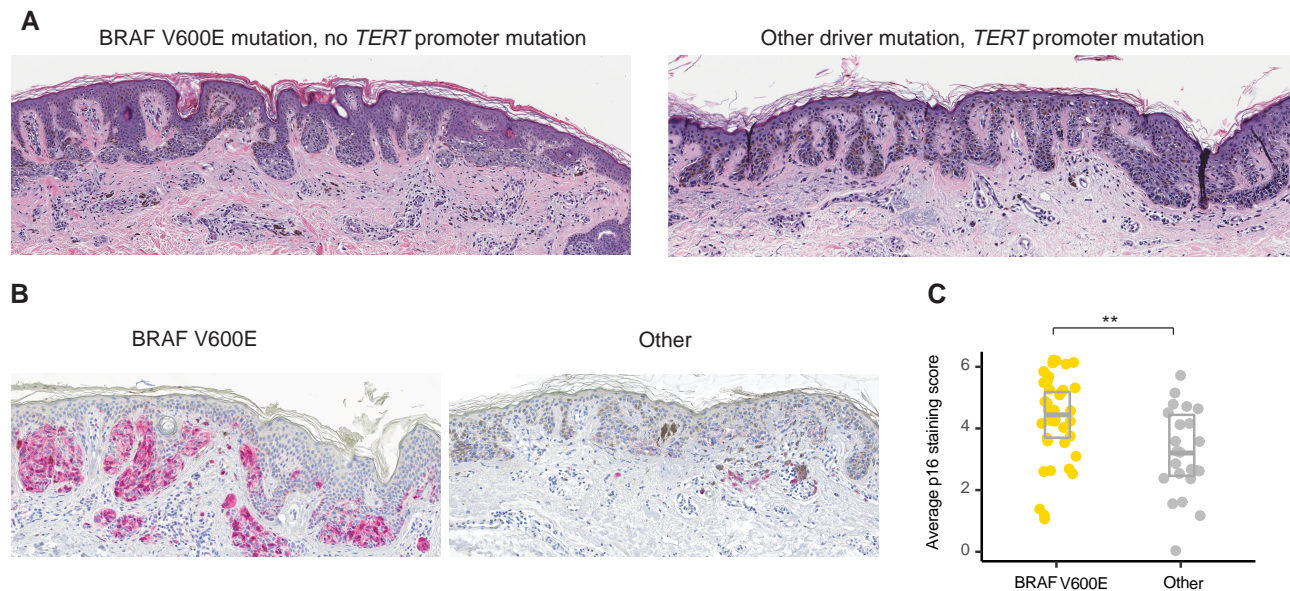 A
BRAF V600E mutation, no TERT promoter mutation
Other driver mutation, TERT promoter mutation
B
BRAF V600E
Other
C
**
Average p16 staining score
6
4
2
0
BRAF V600E
Other